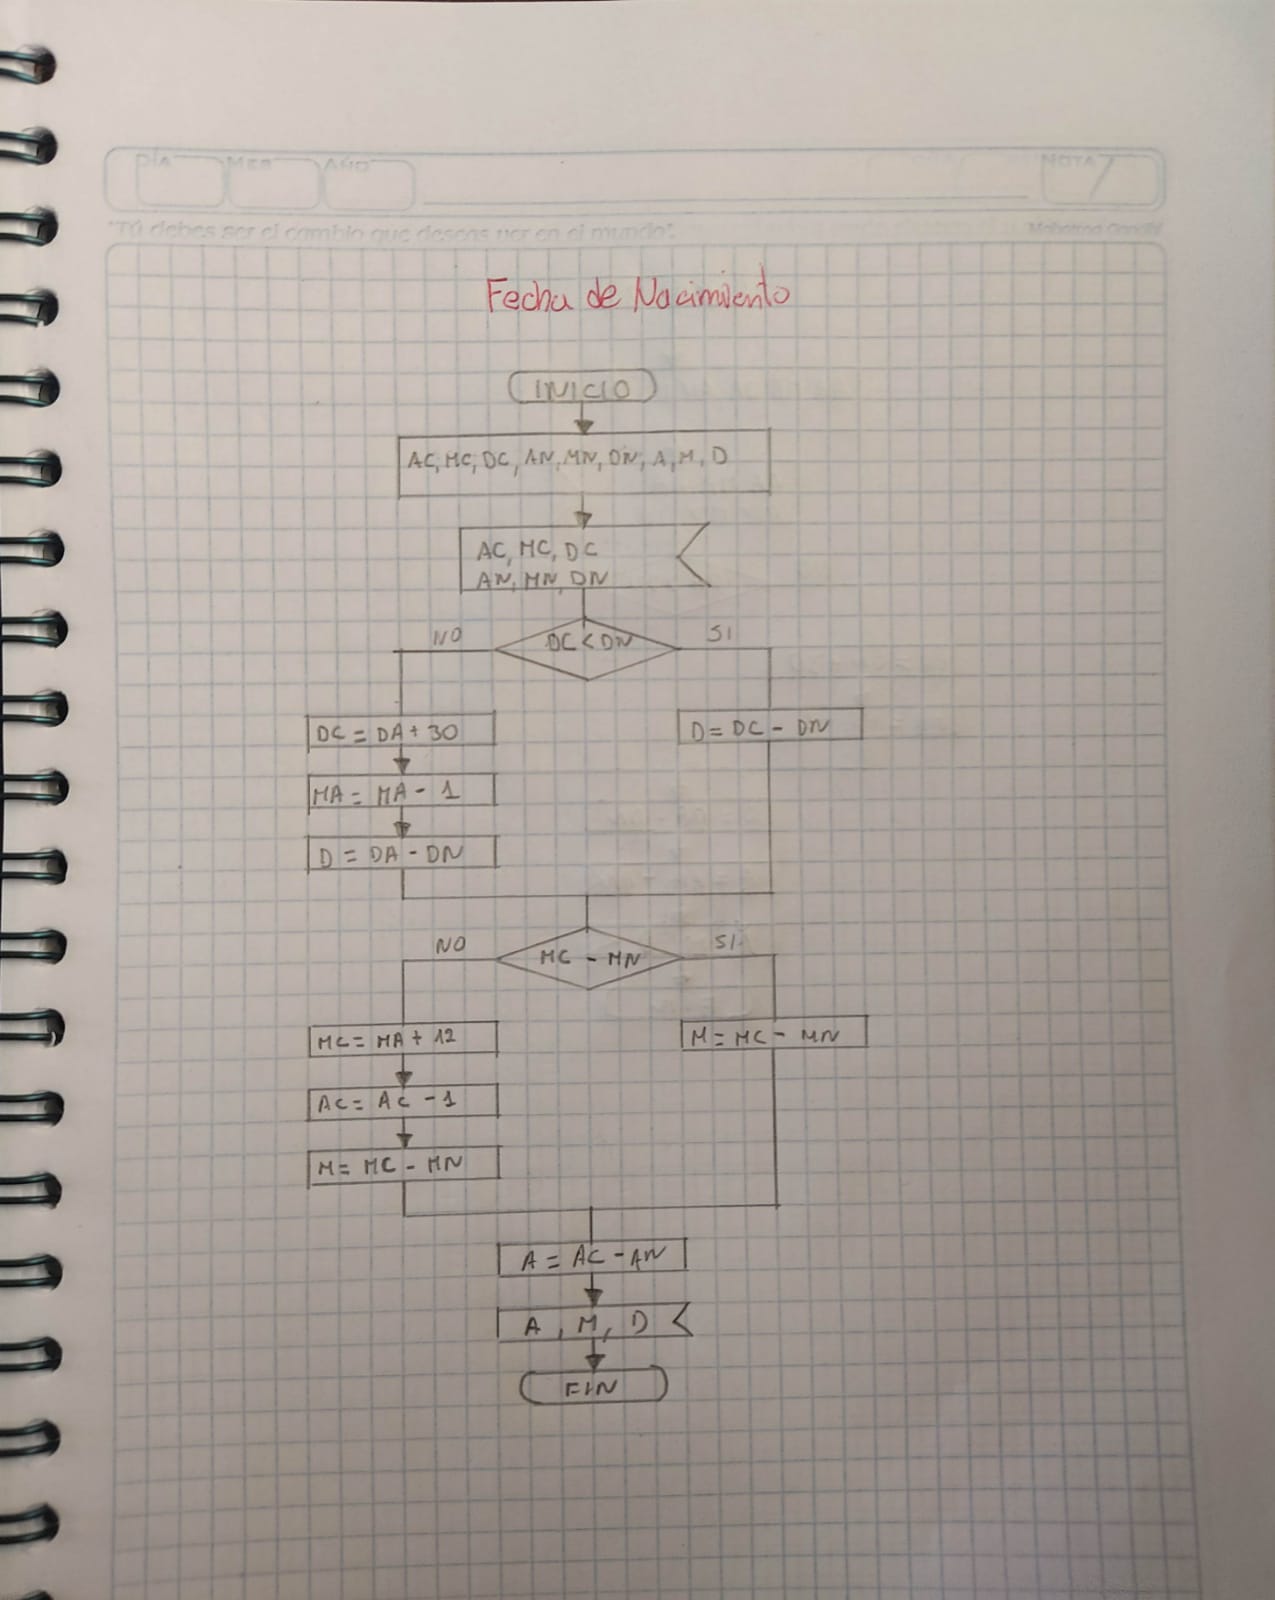 DÍA MES AÑO NOTA
"Tú debes ser el cambio que deseas ver en el mundo". Mahatma Gandhi
Fecha de Nacimiento
INICIO
AC, MC, DC, AN, MN, DN, A, M, D
AC, MC, DC
AN, MN, DN
NO DC < DN SI
DC = DA + 30 D = DC - DN
MA = MA - 1
D = DA - DN
NO MC - MN SI
MC = MA + 12 M = MC - MN
AC = AC - 1
M = MC - MN
A = AC - AN
A, M, D
FIN